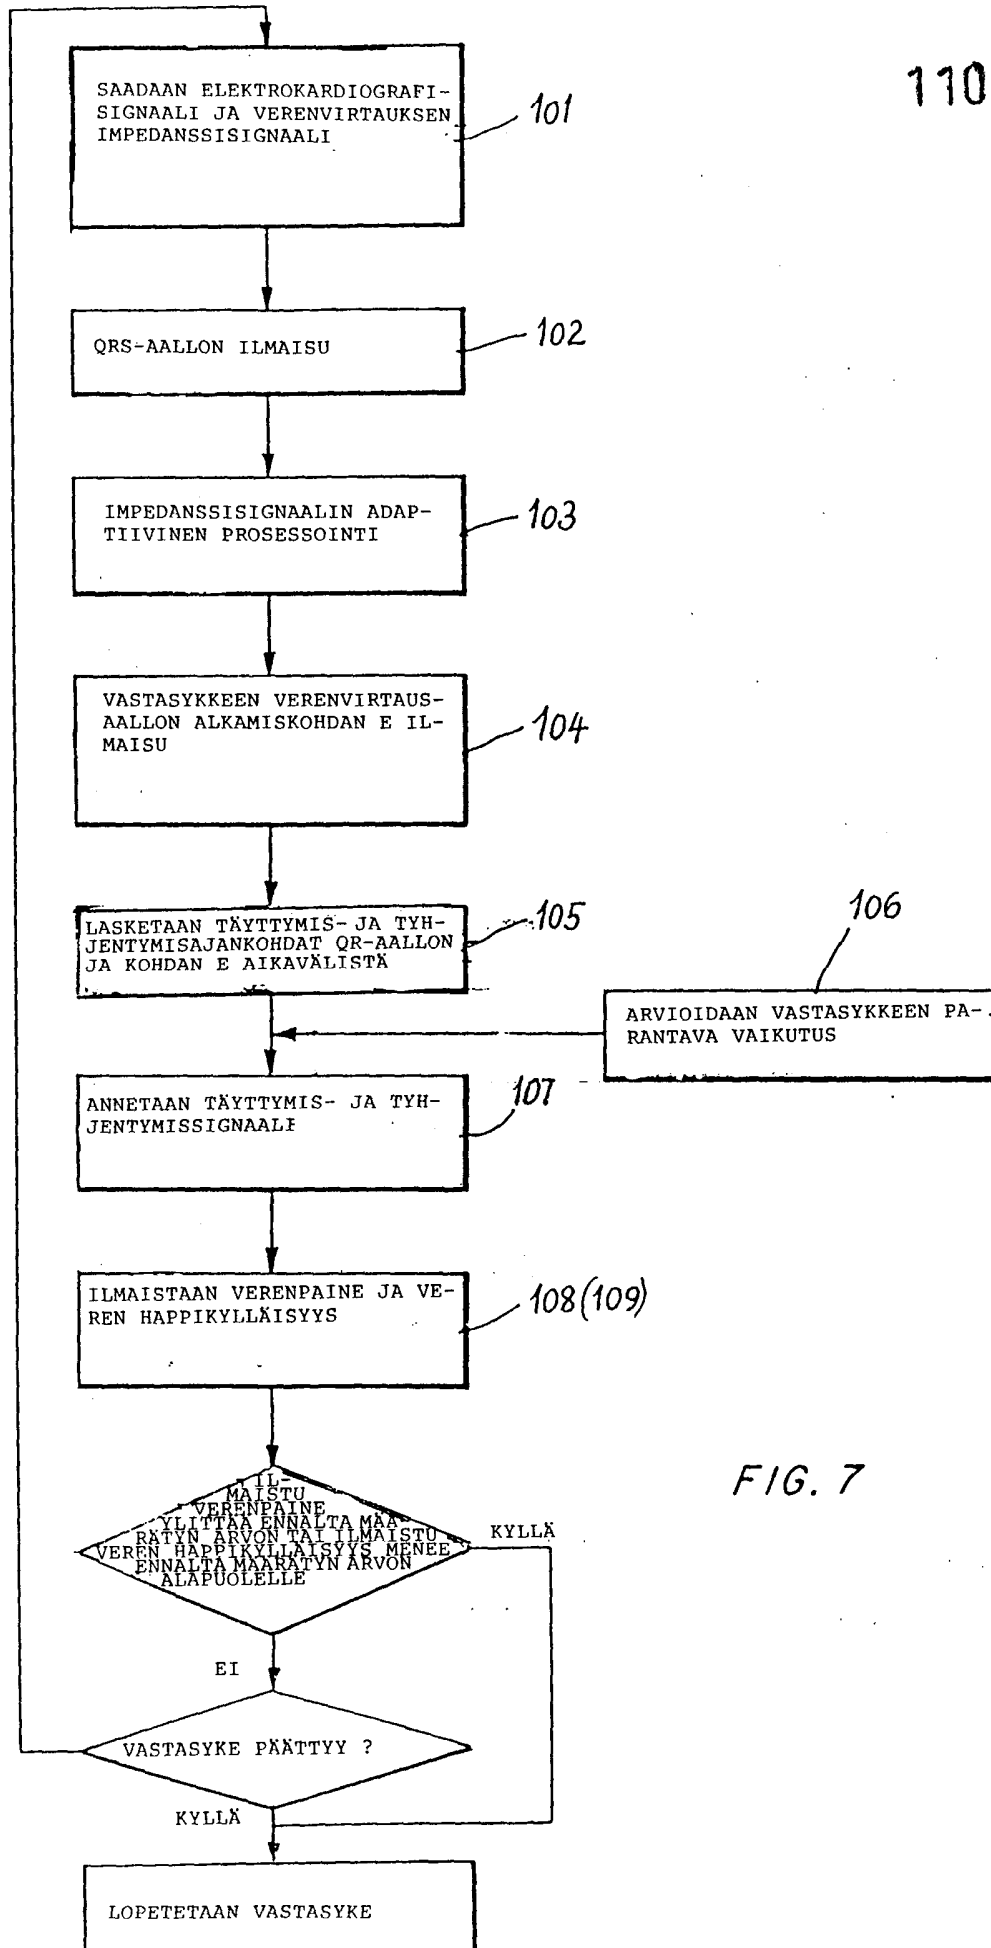 110
SAADAAN ELEKTROKARDIOGRAFI-
SIGNAALI JA VERENVIRTAUKSEN
IMPEDANSSISIGNAALI
101
QRS-AALLON ILMAISU
102
IMPEDANSSISIGNAALIN ADAP-
TIIVINEN PROSESSOINTI
103
VASTASYKKEEN VERENVIRTAUS-
AALLON ALKAMISKOHDAN E IL-
MAISU
104
LASKETAAN TÄYTTYMIS- JA TYH-
JENTYMISAJANKOHDAT QR-AALLON
JA KOHDAN E AIKAVÄLISTÄ
105
106
ARVIOIDAAN VASTASYKKEEN PA-
RANTAVA VAIKUTUS
ANNETAAN TÄYTTYMIS- JA TYH-
JENTYMISSIGNAALI
107
ILMAISTAAN VERENPAINE JA VE-
REN HAPPIKYLLÄISYYS
108(109)
IL-
MAISTU
VERENPAINE
YLITTÄÄ ENNALTA MÄÄ-
RÄTYN ARVON TAI ILMAISTU
VEREN HAPPIKYLLÄISYYS MENEE
ENNALTA MÄÄRÄTYN ARVON
ALAPUOLELLE
KYLLÄ
FIG. 7
EI
VASTASYKE PÄÄTTYY ?
KYLLÄ
LOPETETAAN VASTASYKE